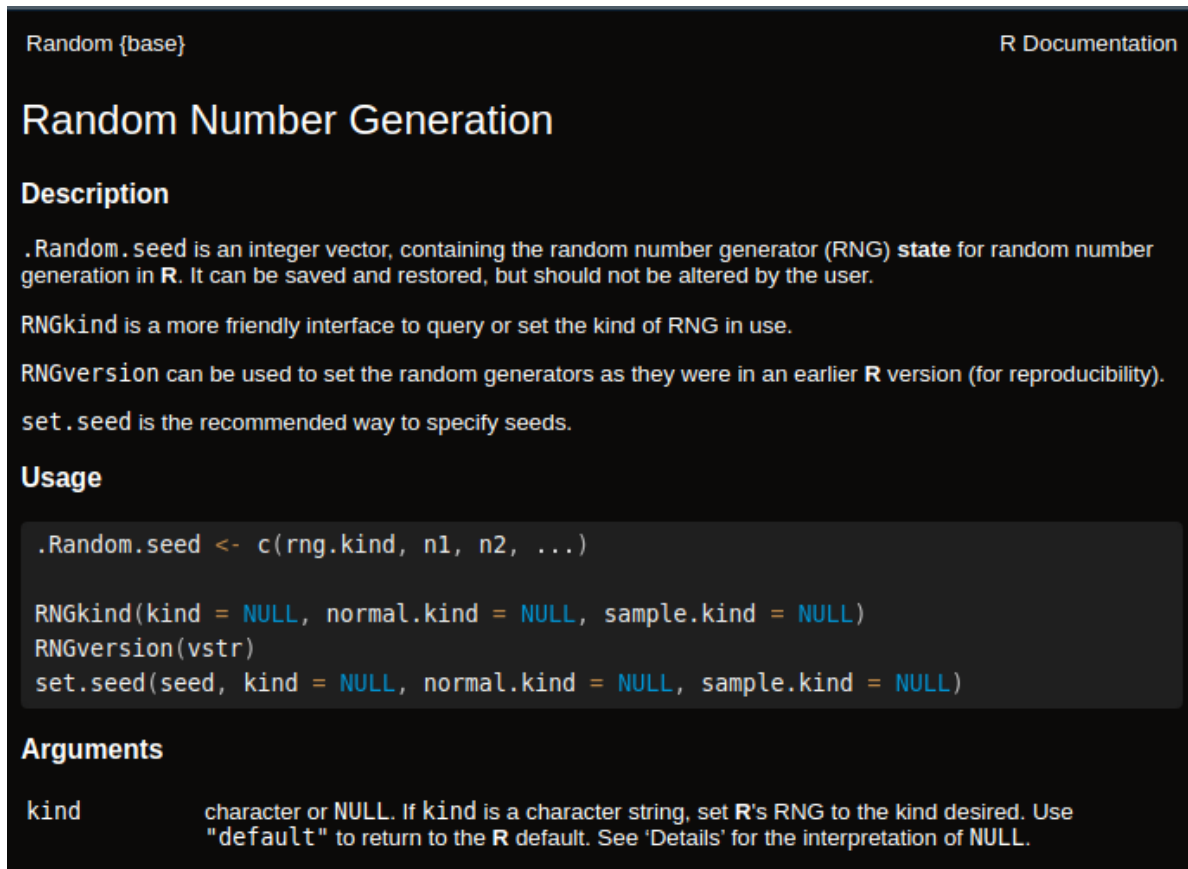 Random {base}
R Documentation
Random Number Generation
Description
.Random.seed is an integer vector, containing the random number generator (RNG) state for random number
generation in R. It can be saved and restored, but should not be altered by the user.
RNGkind is a more friendly interface to query or set the kind of RNG in use.
RNGversion can be used to set the random generators as they were in an earlier R version (for reproducibility).
set.seed is the recommended way to specify seeds.
Usage
.Random.seed <- c(rng.kind, n1, n2, ...)
RNGkind(kind = NULL, normal.kind = NULL, sample.kind = NULL)
RNGversion(vstr)
set.seed(seed, kind = NULL, normal.kind = NULL, sample.kind = NULL)
Arguments
kind character or NULL. If kind is a character string, set R's RNG to the kind desired. Use
"default" to return to the R default. See ‘Details’ for the interpretation of NULL.